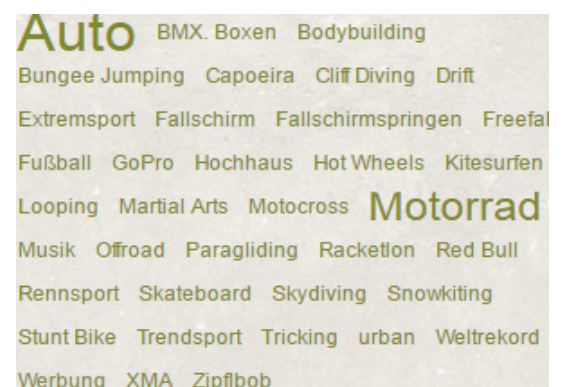 Auto BMX. Boxen Bodybuilding
Bungee Jumping Capoeira Cliff Diving Drift
Extremsport Fallschirm Fallschirmspringen Freefal
Fußball GoPro Hochhaus Hot Wheels Kitesurfen
Looping Martial Arts Motocross Motorrad
Musik Offroad Paragliding Racketlon Red Bull
Rennsport Skateboard Skydiving Snowkiting
Stunt Bike Trendsport Tricking urban Weltrekord
Werbung XMA Zipflbob